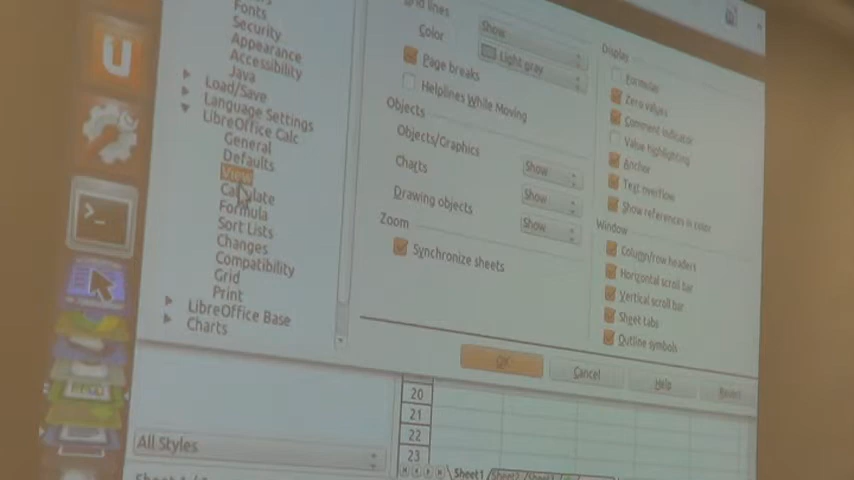 Fonts
Security
Appearance
Accessibility
Java
Load/Save
Language Settings
LibreOffice Calc
General
Defaults
View
Calculate
Formula
Sort Lists
Changes
Compatibility
Grid
Print
LibreOffice Base
Charts
Grid lines
Show
Color
Light gray
Page breaks
Helplines While Moving
Objects
Objects/Graphics
Show
Charts
Show
Drawing objects
Show
Zoom
Synchronize sheets
Display
Formulas
Zero values
Comment indicator
Value highlighting
Anchor
Text overflow
Show references in color
Window
Column/row headers
Horizontal scroll bar
Vertical scroll bar
Sheet tabs
Outline symbols
OK
Cancel
Help
All Styles
20
21
22
23
Sheet1